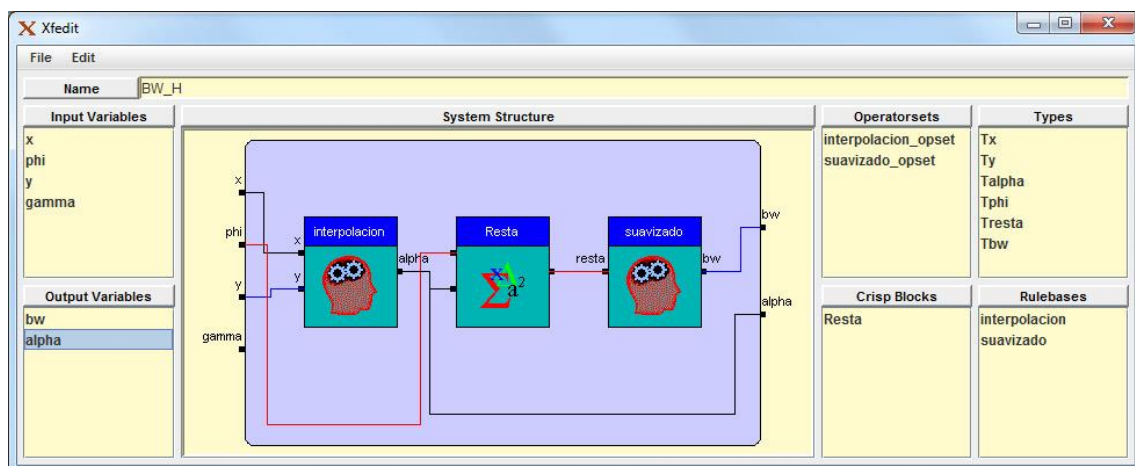 Xfedit
File Edit
Name BW_H
Input Variables
x
phi
y
gamma
Output Variables
bw
alpha
System Structure
x
phi
y
gamma
interpolacion
x
y
alpha
Resta
x
a²
resta
suavizado
bw
bw
alpha
Operatorsets
interpolacion_opset
suavizado_opset
Types
Tx
Ty
Talpha
Tphi
Tresta
Tbw
Crisp Blocks
Resta
Rulebases
interpolacion
suavizado